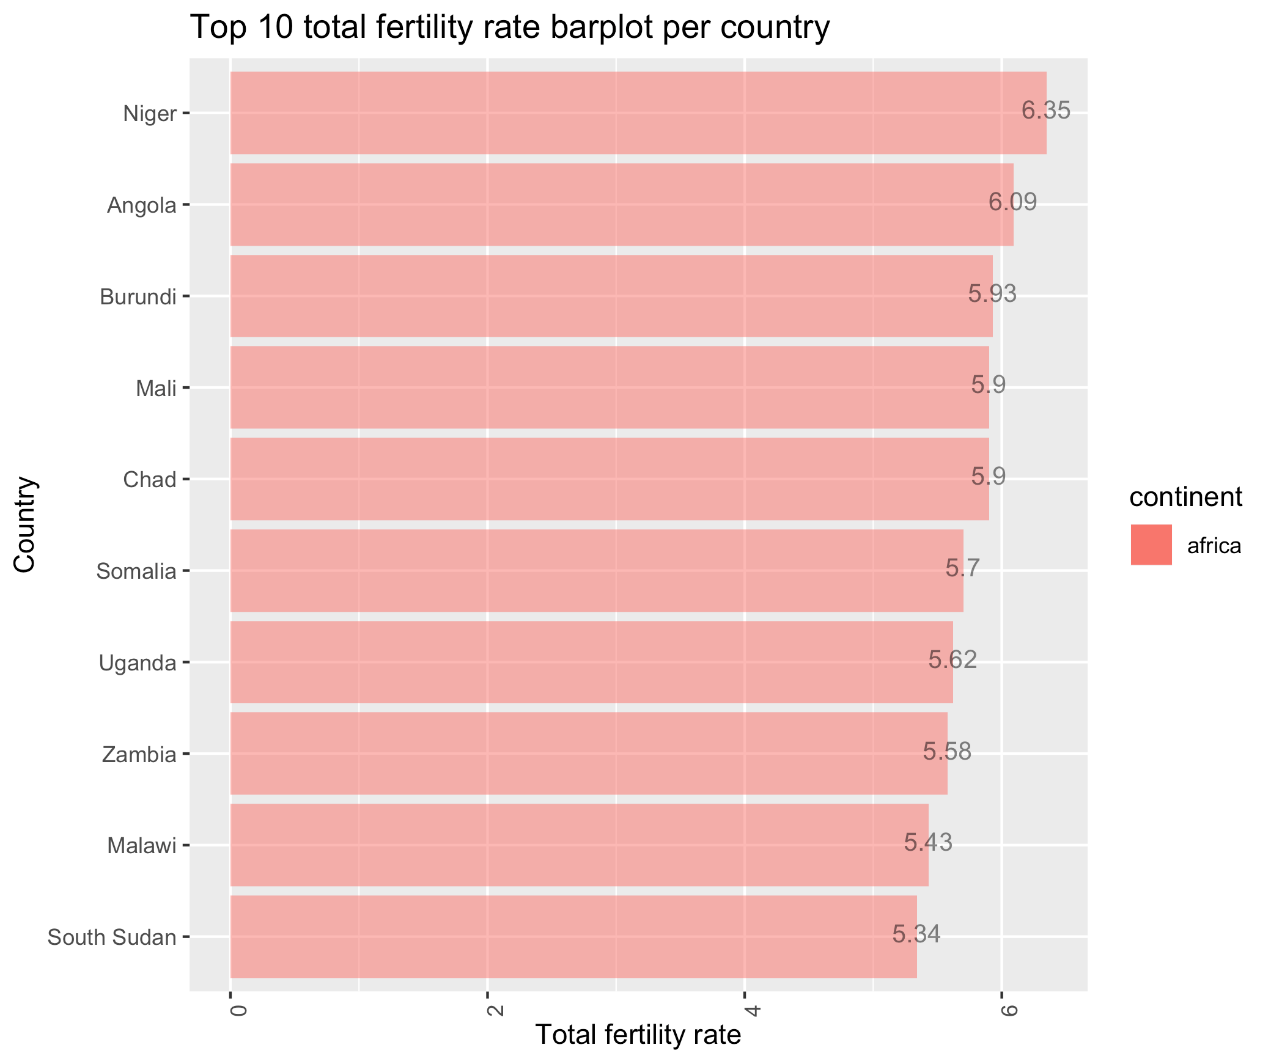 Top 10 total fertility rate barplot per country
Country
Niger 6.35
Angola 6.09
Burundi 5.93
Mali 5.9
Chad 5.9
Somalia 5.7
Uganda 5.62
Zambia 5.58
Malawi 5.43
South Sudan 5.34
0 2 4 6
Total fertility rate
continent
africa